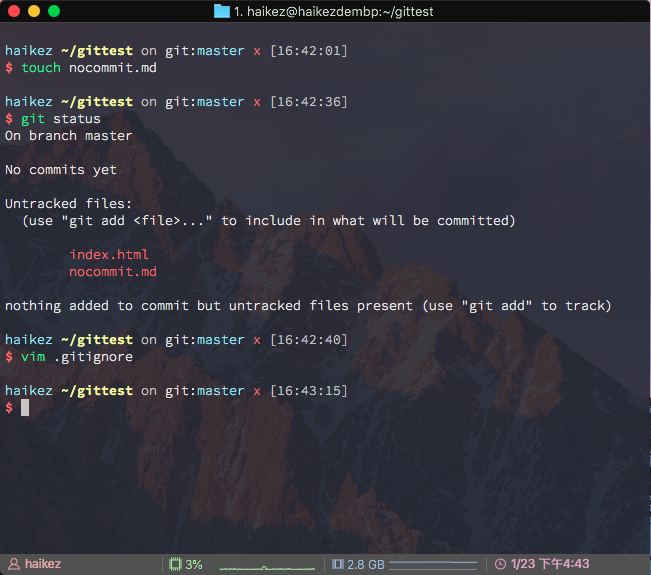 1. haikez@haikezdembp:~/gittest
haikez ~/gittest on git:master x [16:42:01]
$ touch nocommit.md
haikez ~/gittest on git:master x [16:42:36]
$ git status
On branch master
No commits yet
Untracked files:
(use "git add <file>..." to include in what will be committed)
index.html
nocommit.md
nothing added to commit but untracked files present (use "git add" to track)
haikez ~/gittest on git:master x [16:42:40]
$ vim .gitignore
haikez ~/gittest on git:master x [16:43:15]
$
haikez 3% 2.8 GB 1/23 下午4:43